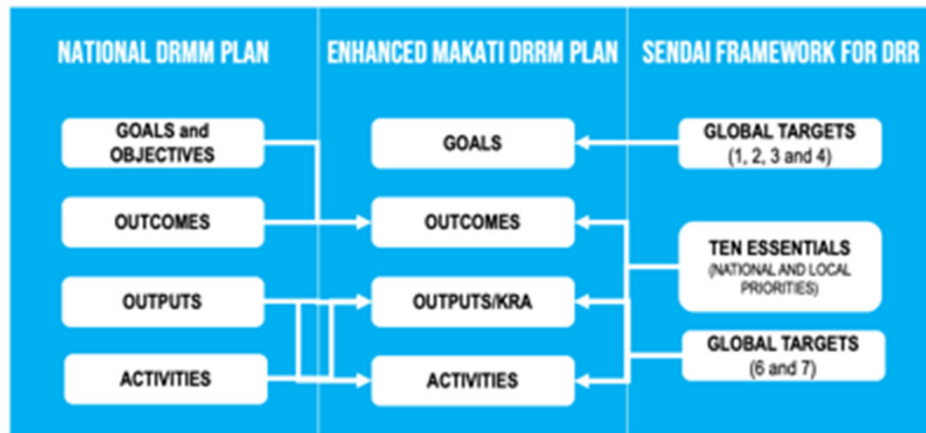 NATIONAL DRMM PLAN
GOALS and
OBJECTIVES
OUTCOMES
OUTPUTS
ACTIVITIES
ENHANCED MAKATI DRRM PLAN
GOALS
OUTCOMES
OUTPUTS/KRA
ACTIVITIES
SENDAI FRAMEWORK FOR DRR
GLOBAL TARGETS
(1, 2, 3 and 4)
TEN ESSENTIALS
(NATIONAL AND LOCAL
PRIORITIES)
GLOBAL TARGETS
(6 and 7)